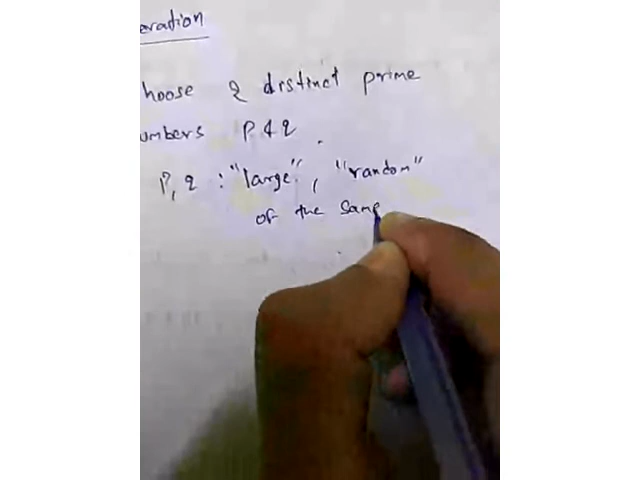 eration
hoose 2 distinct prime
umbers P & q.
P, q : "large", "random"
of the same